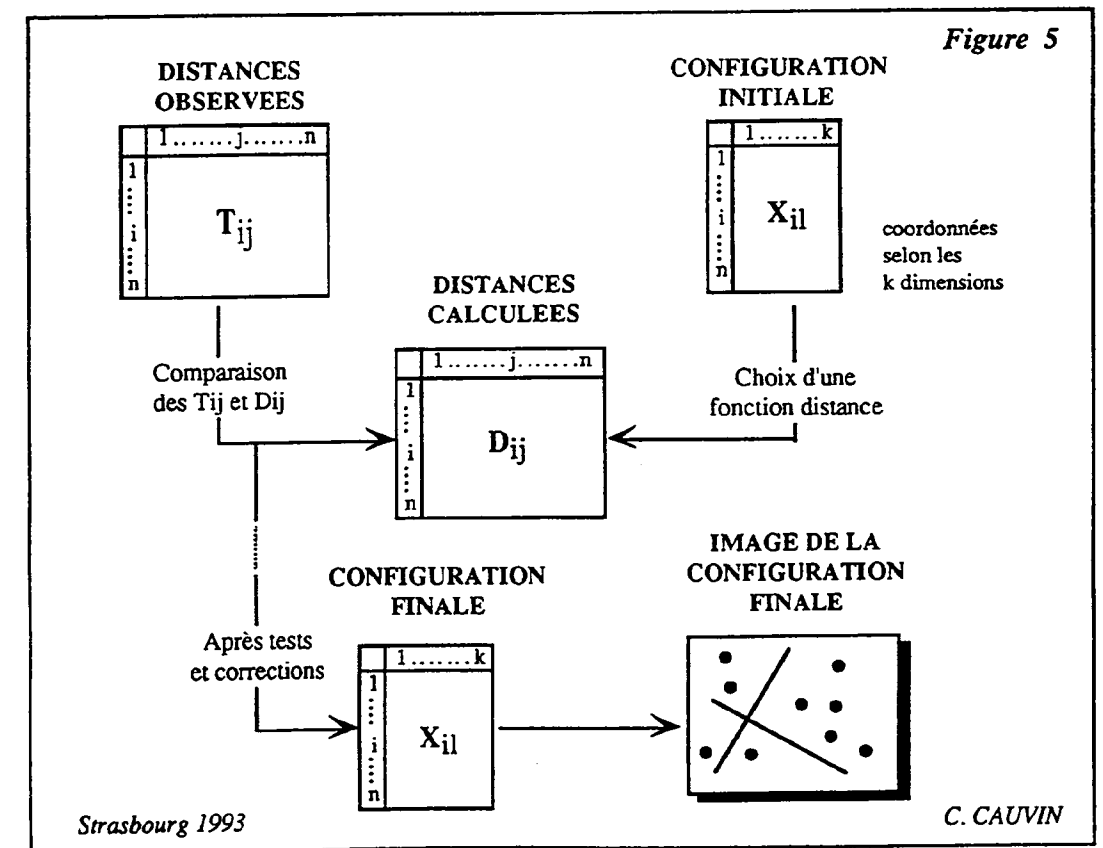 Figure 5
DISTANCES
OBSERVEES
1.......j.......n
1
i
n
Tij
CONFIGURATION
INITIALE
1.......k
1
i
n
Xil
coordonnées
selon les
k dimensions
DISTANCES
CALCULEES
1.......j.......n
1
i
n
Dij
Comparaison
des Tij et Dij
Choix d'une
fonction distance
CONFIGURATION
FINALE
1.......k
1
i
n
Xil
IMAGE DE LA
CONFIGURATION
FINALE
Après tests
et corrections
Strasbourg 1993
C. CAUVIN